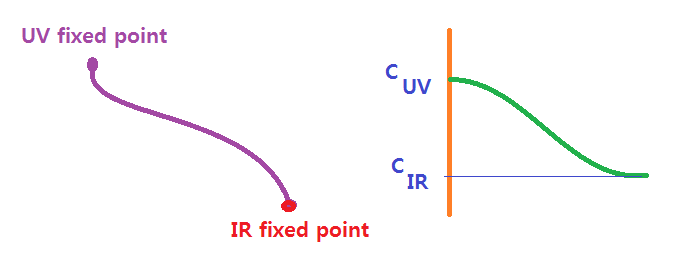 UV fixed point
IR fixed point
C UV
C IR